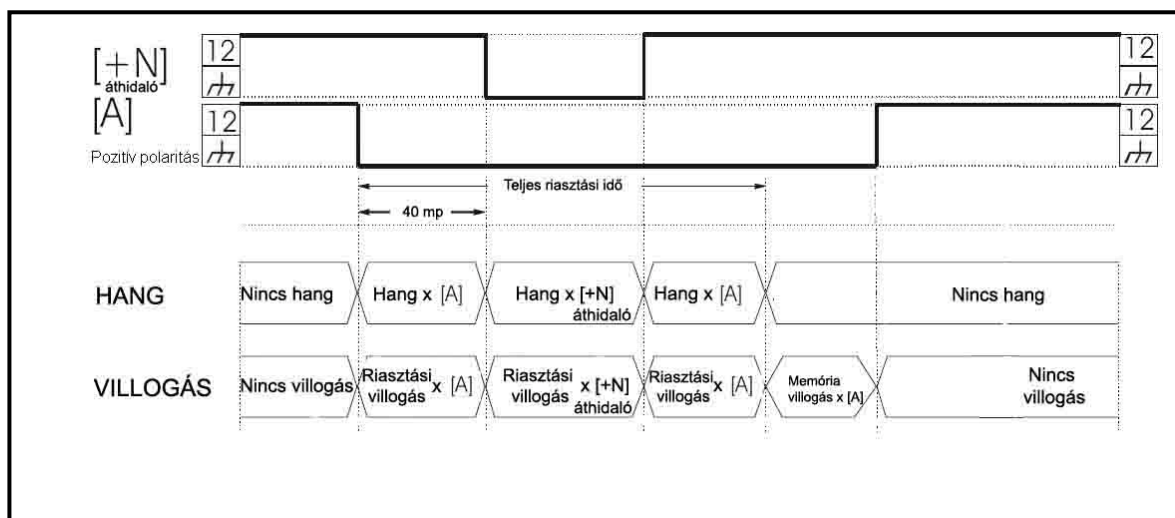 [+N] 12 12
áthidaló
[A] 12 12
Pozitív polaritás
Teljes riasztási idő
40 mp
HANG Nincs hang Hang x [A] Hang x [+N] áthidaló Hang x [A] Nincs hang
VILLOGÁS Nincs villogás Riasztási villogás x [A] Riasztási villogás x [+N] áthidaló Riasztási villogás x [A] Memória villogás x [A] Nincs villogás